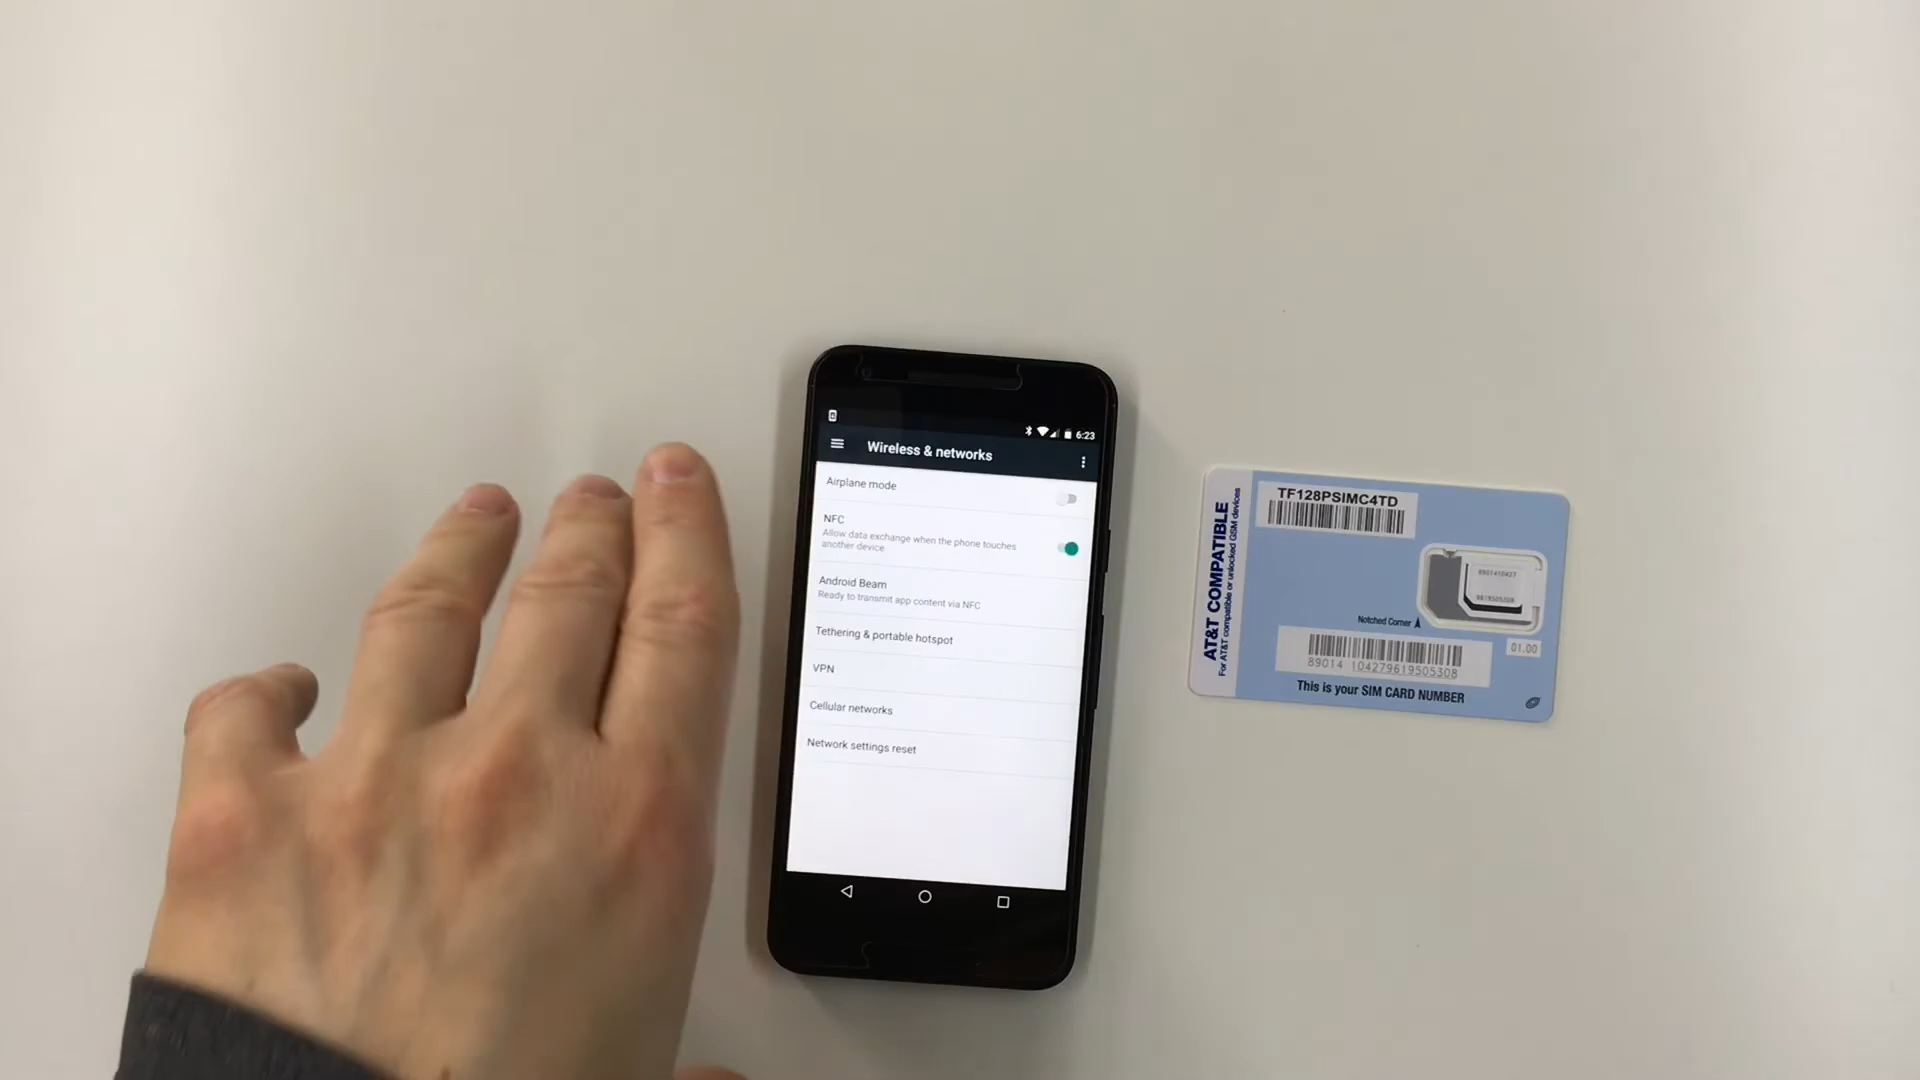 6:23
Wireless & networks
Airplane mode
NFC
Allow data exchange when the phone touches
another device
Android Beam
Ready to transmit app content via NFC
Tethering & portable hotspot
VPN
Cellular networks
Network settings reset
AT&T COMPATIBLE
For AT&T compatible or unlocked GSM devices
TF128PSIMC4TD
8901410427
9619505308
Notched Corner
01.00
89014 104279619505308
This is your SIM CARD NUMBER